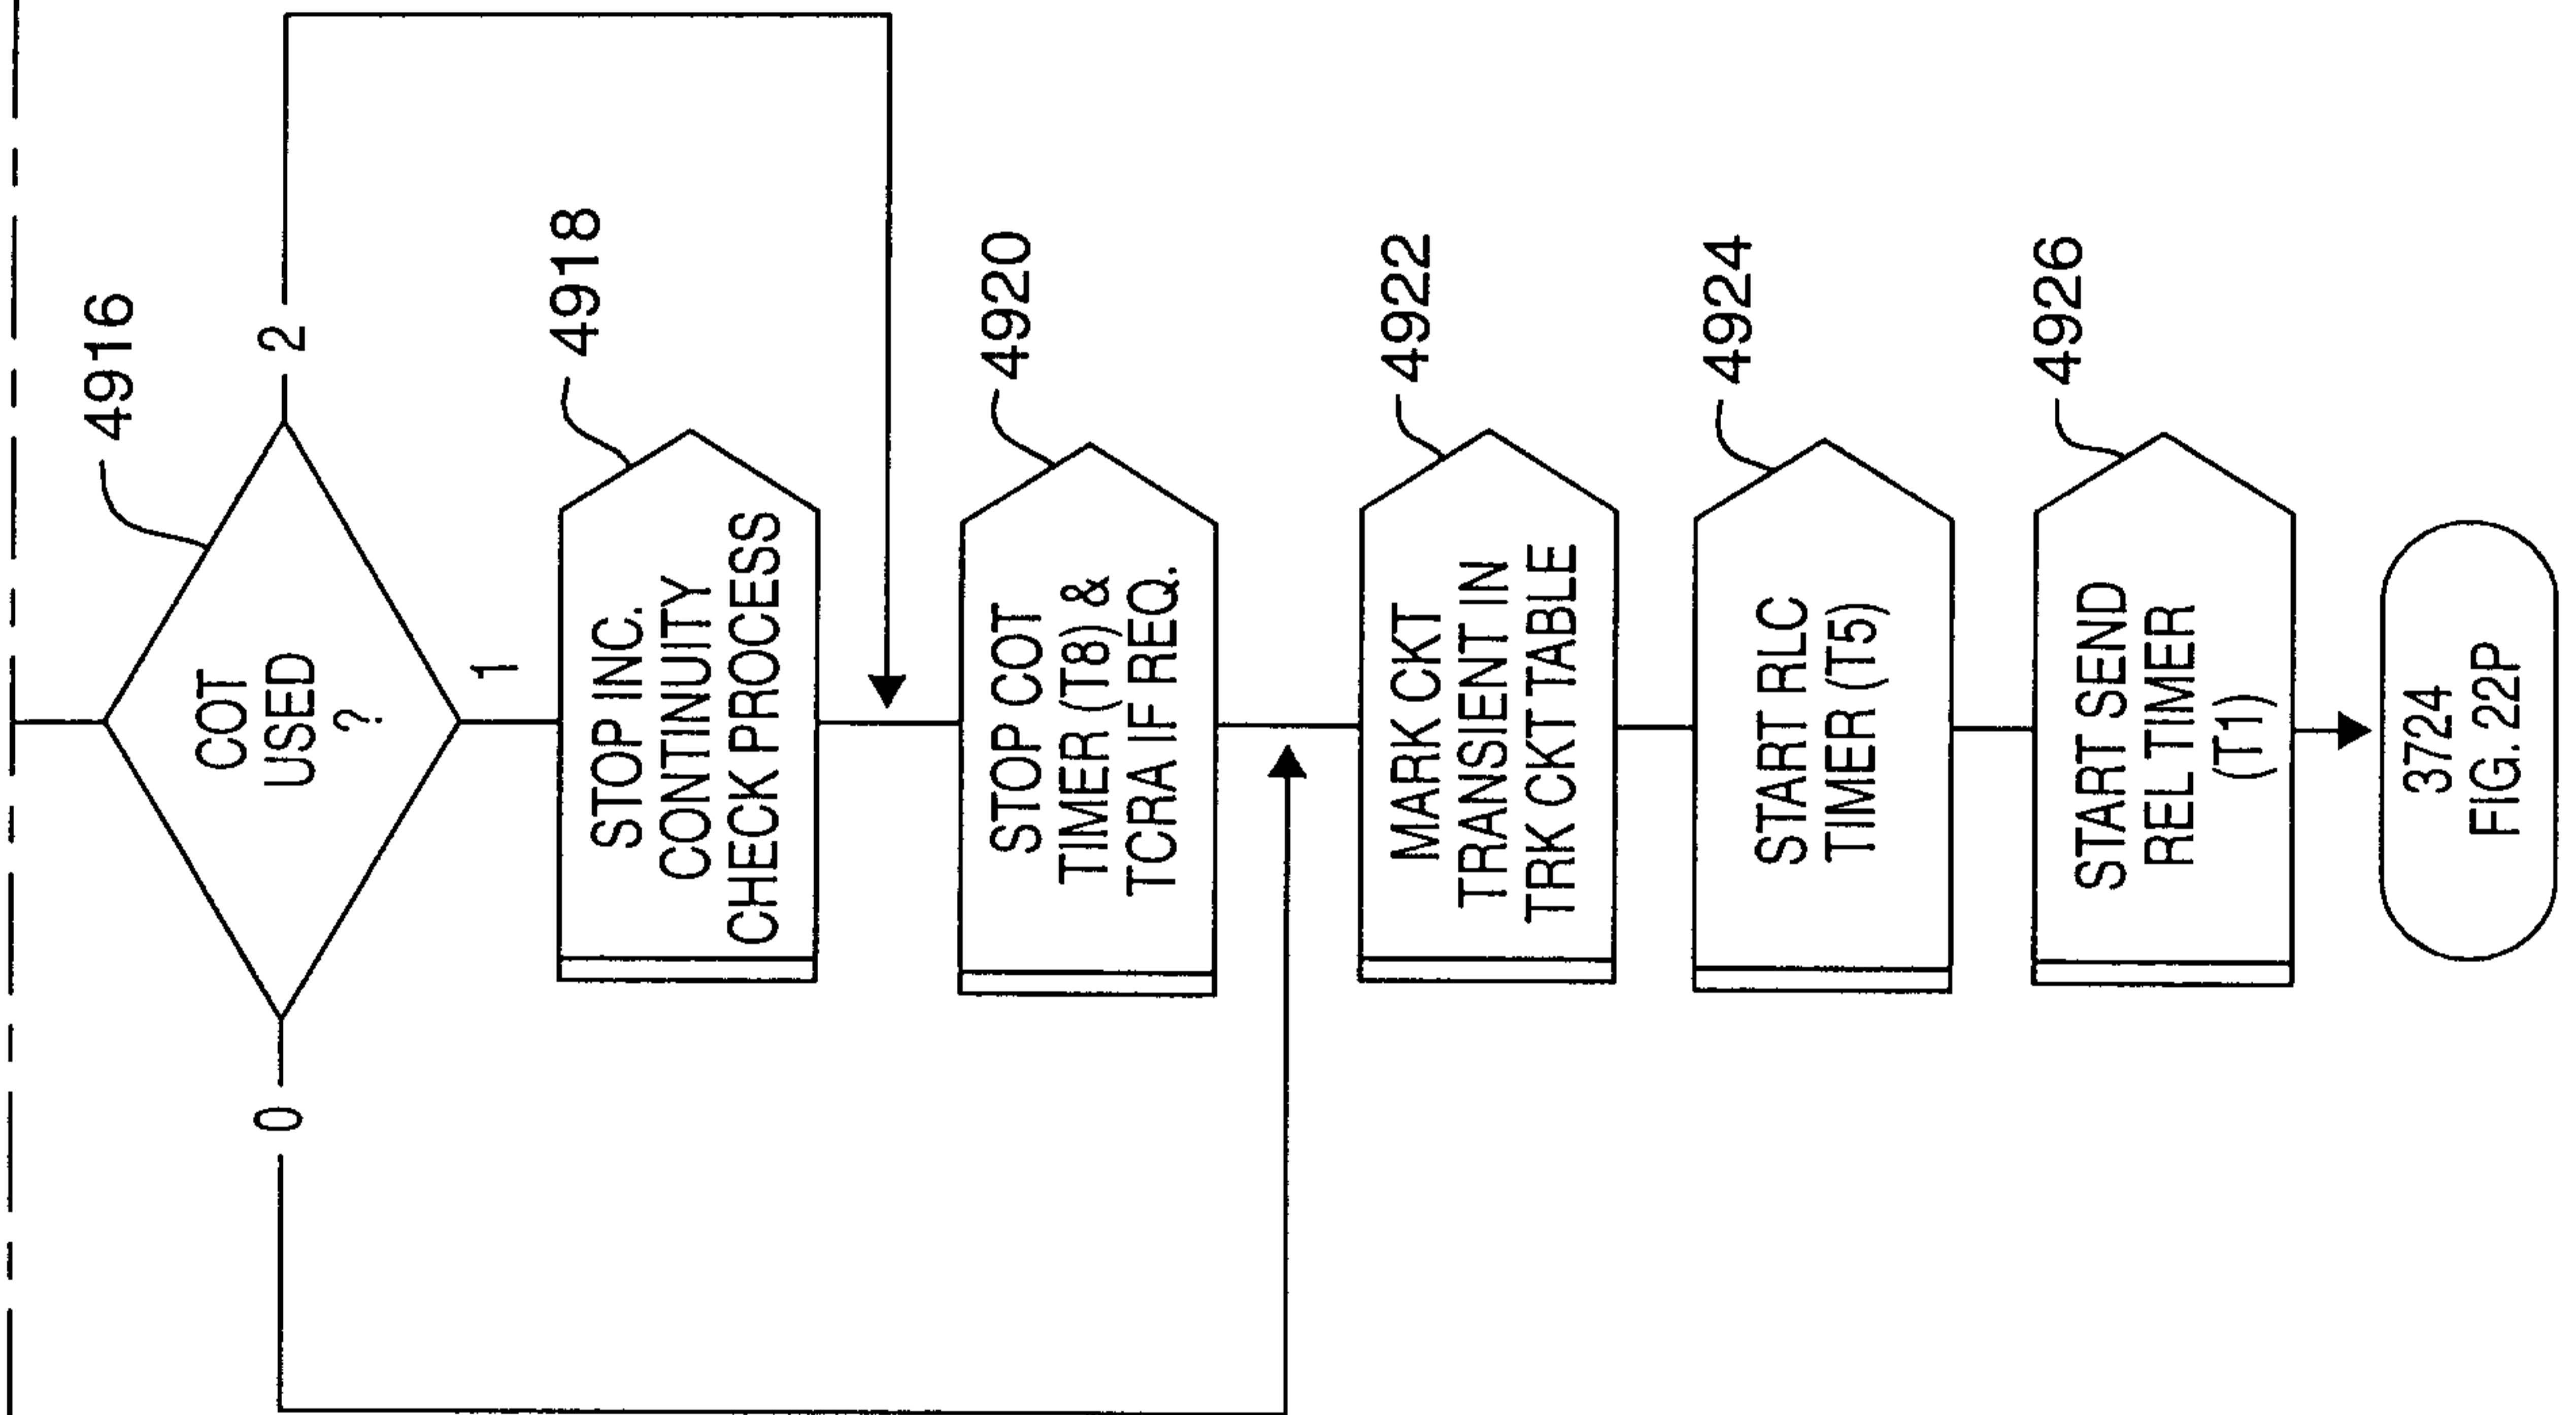 4916
COT
USED
?
0
2
1
4918
STOP INC.
CONTINUITY
CHECK PROCESS
4920
STOP COT
TIMER (T8) &
TCRA IF REQ.
4922
MARK CKT
TRANSIENT IN
TRK CKT TABLE
4924
START RLC
TIMER (T5)
4926
START SEND
REL TIMER
(T1)
3724
FIG. 22P